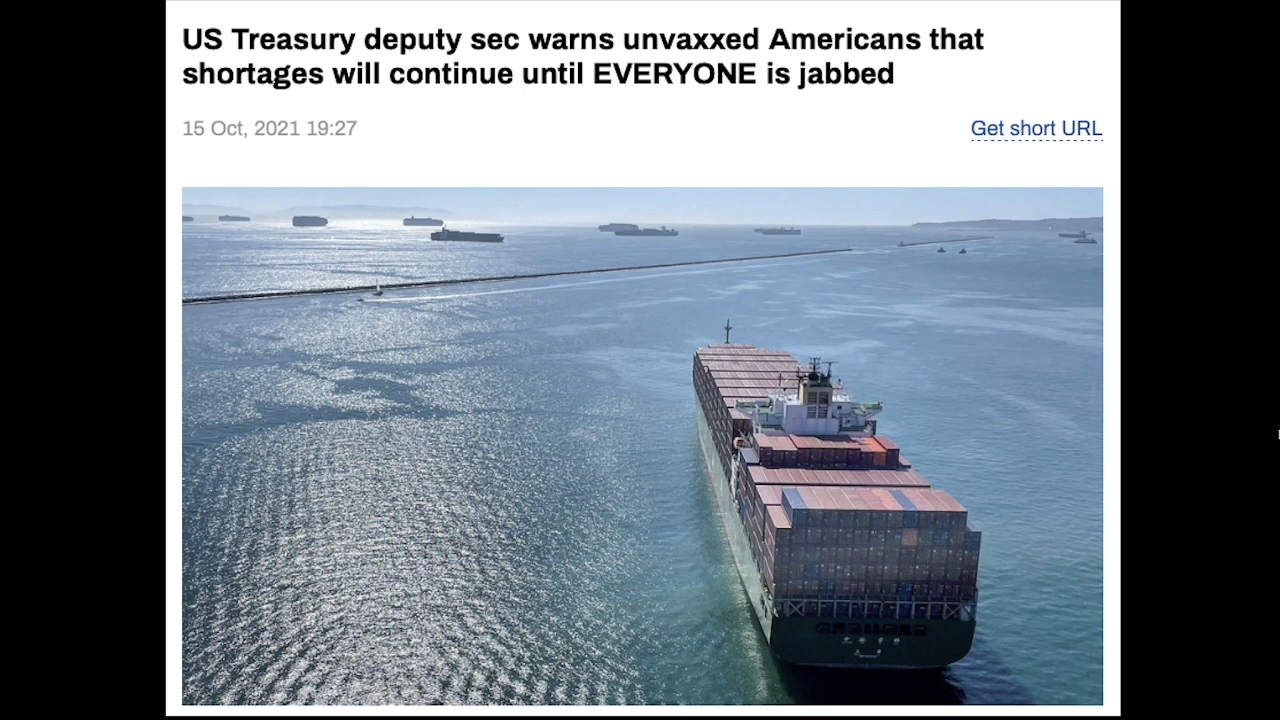 US Treasury deputy sec warns unvaxxed Americans that
shortages will continue until EVERYONE is jabbed
15 Oct, 2021 19:27
Get short URL